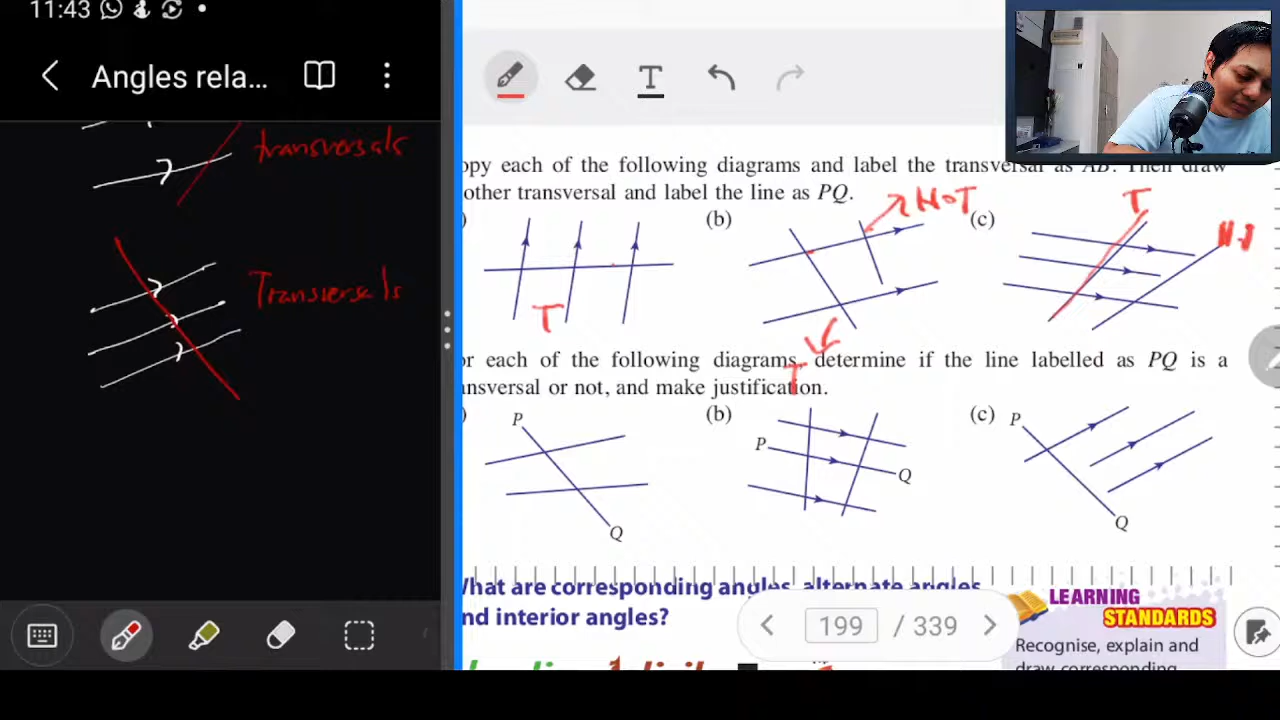 11:43
Angles rela...
transversals
Transversals
T
opy each of the following diagrams and label the transversal as AB. Then draw
other transversal and label the line as PQ.
)
(b)
NOT
(c)
T
T
T
or each of the following diagrams, determine if the line labelled as PQ is a
ansversal or not, and make justification.
)
P
Q
(b)
P
Q
(c)
P
Q
hat are corresponding angles, alternate angles
nd interior angles?
199 / 339
LEARNING
STANDARDS
Recognise, explain and
draw corresponding